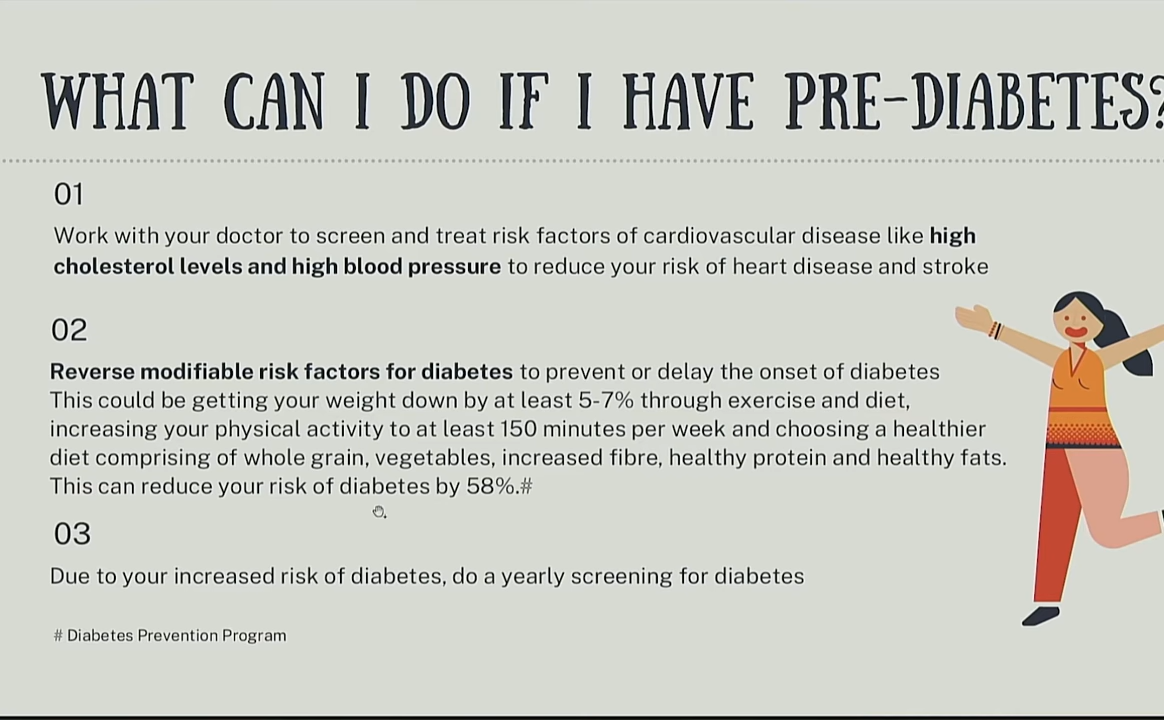 WHAT CAN I DO IF I HAVE PRE-DIABETES?
01
Work with your doctor to screen and treat risk factors of cardiovascular disease like high
cholesterol levels and high blood pressure to reduce your risk of heart disease and stroke
02
Reverse modifiable risk factors for diabetes to prevent or delay the onset of diabetes
This could be getting your weight down by at least 5-7% through exercise and diet,
increasing your physical activity to at least 150 minutes per week and choosing a healthier
diet comprising of whole grain, vegetables, increased fibre, healthy protein and healthy fats.
This can reduce your risk of diabetes by 58%.#
03
Due to your increased risk of diabetes, do a yearly screening for diabetes
# Diabetes Prevention Program